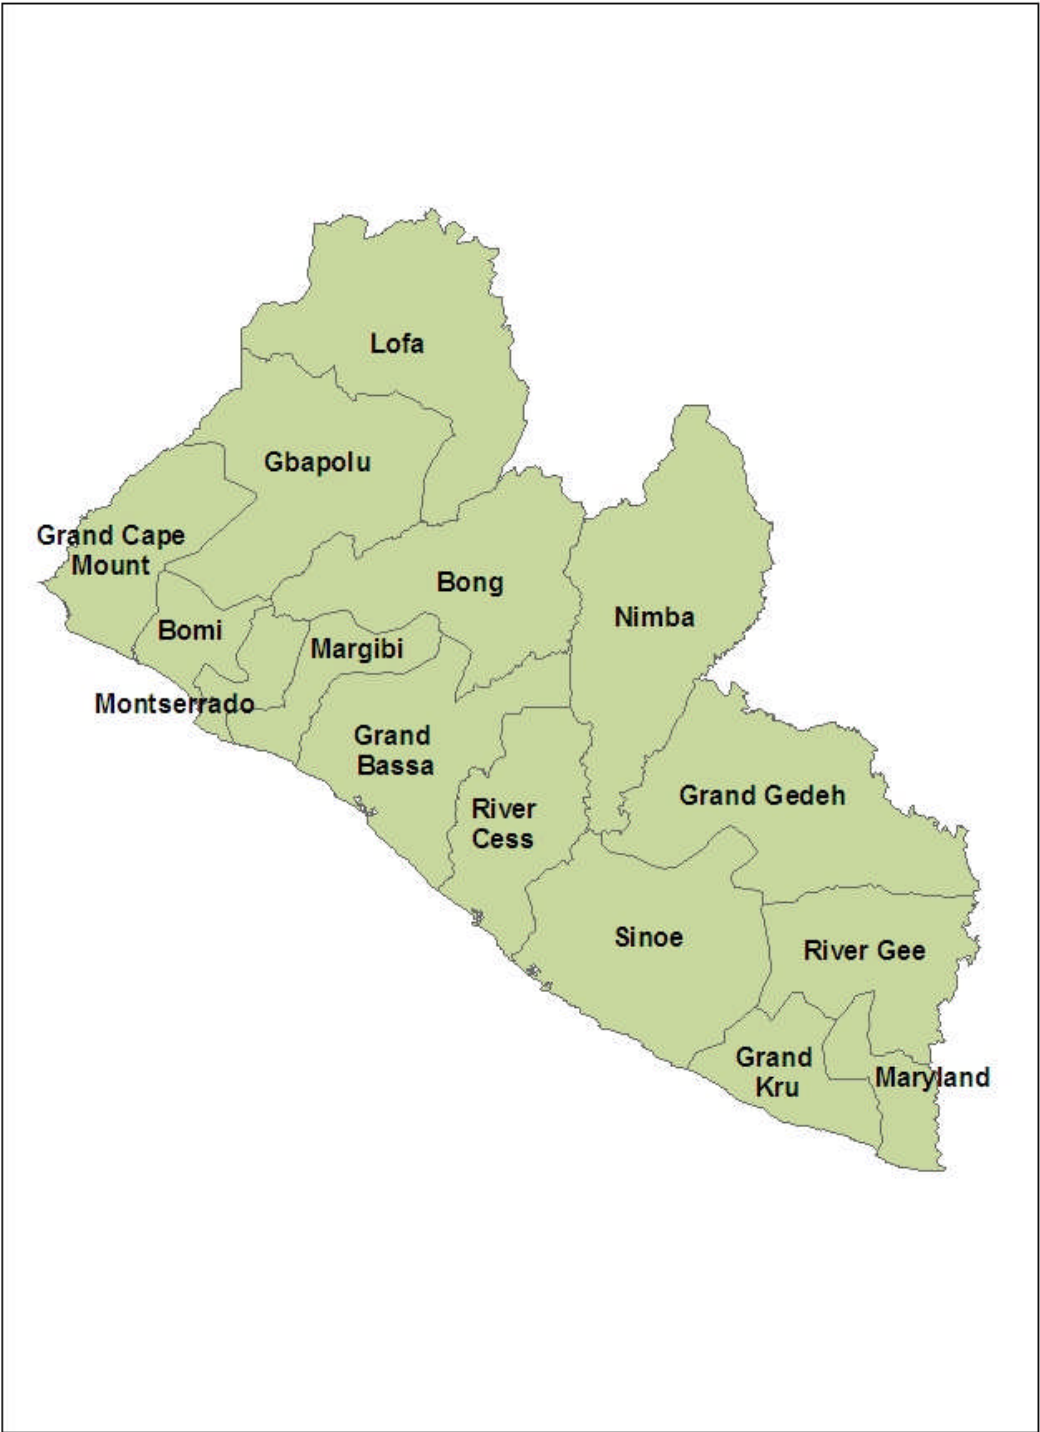 Lofa
Gbapolu
Grand Cape
Mount
Bong
Nimba
Bomi
Margibi
Montserrado
Grand
Bassa
Grand Gedeh
River
Cess
Sinoe
River Gee
Grand
Kru
Maryland